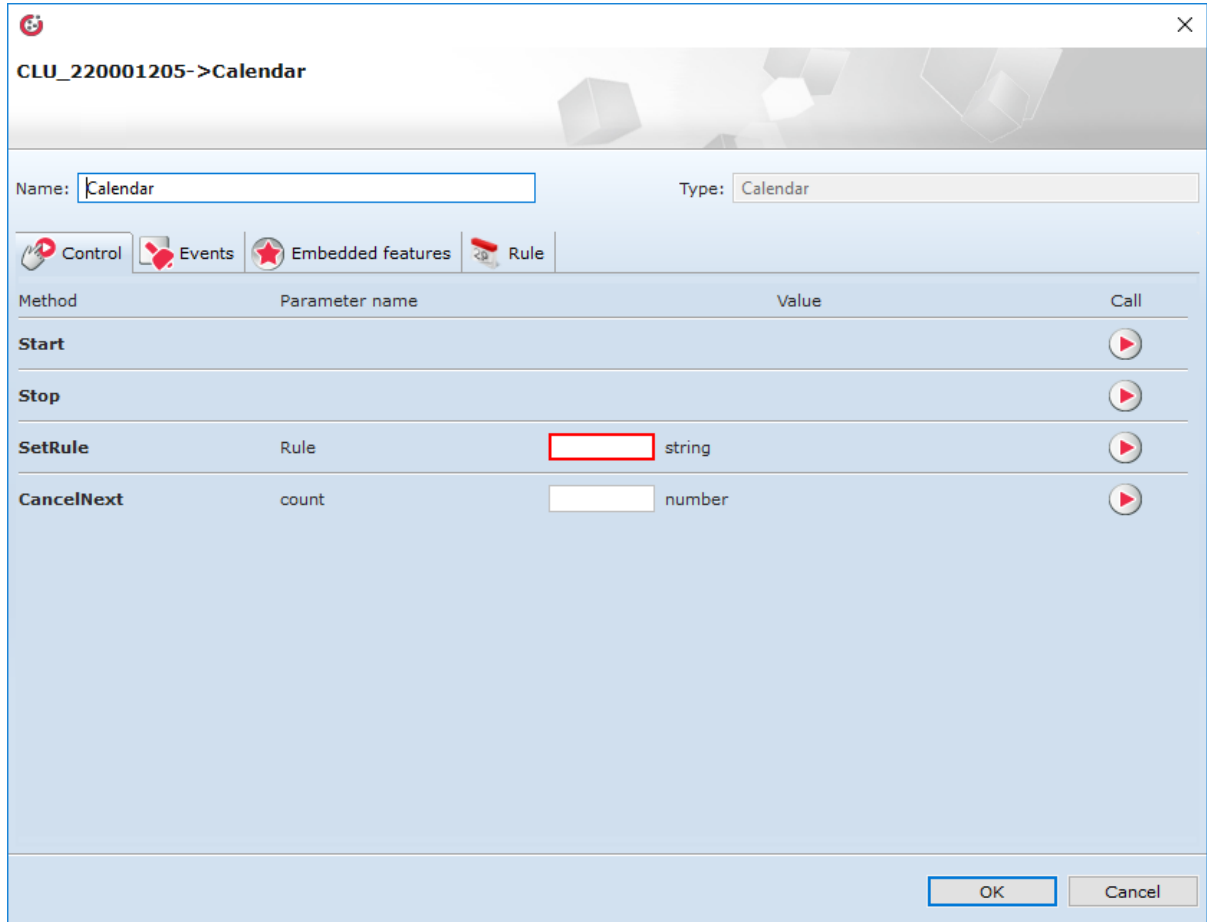 CLU_220001205->Calendar
Name: Calendar Type: Calendar
Control Events Embedded features Rule
Method Parameter name Value Call
Start
Stop
SetRule Rule string
CancelNext count number
OK Cancel